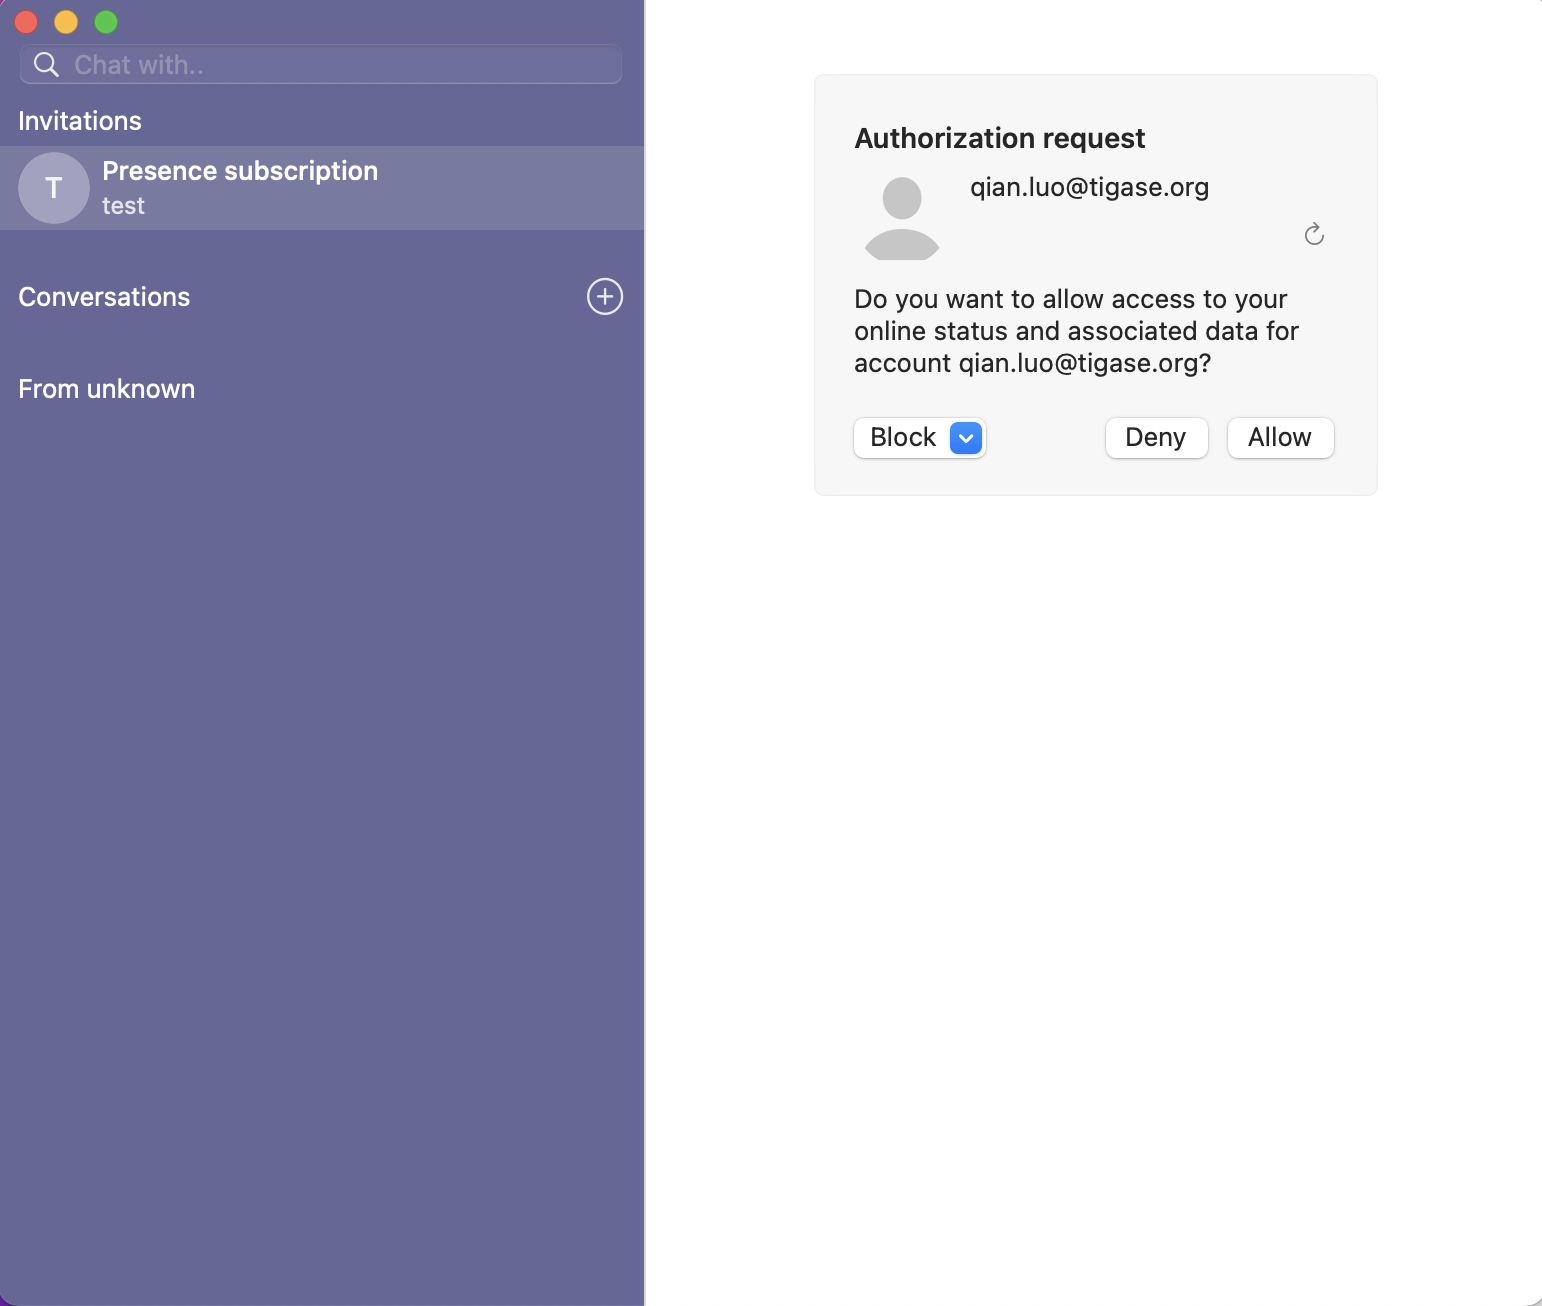 Chat with..
Invitations
T
Presence subscription
test
Conversations
From unknown
Authorization request
qian.luo@tigase.org
Do you want to allow access to your
online status and associated data for
account qian.luo@tigase.org?
Block
Deny
Allow